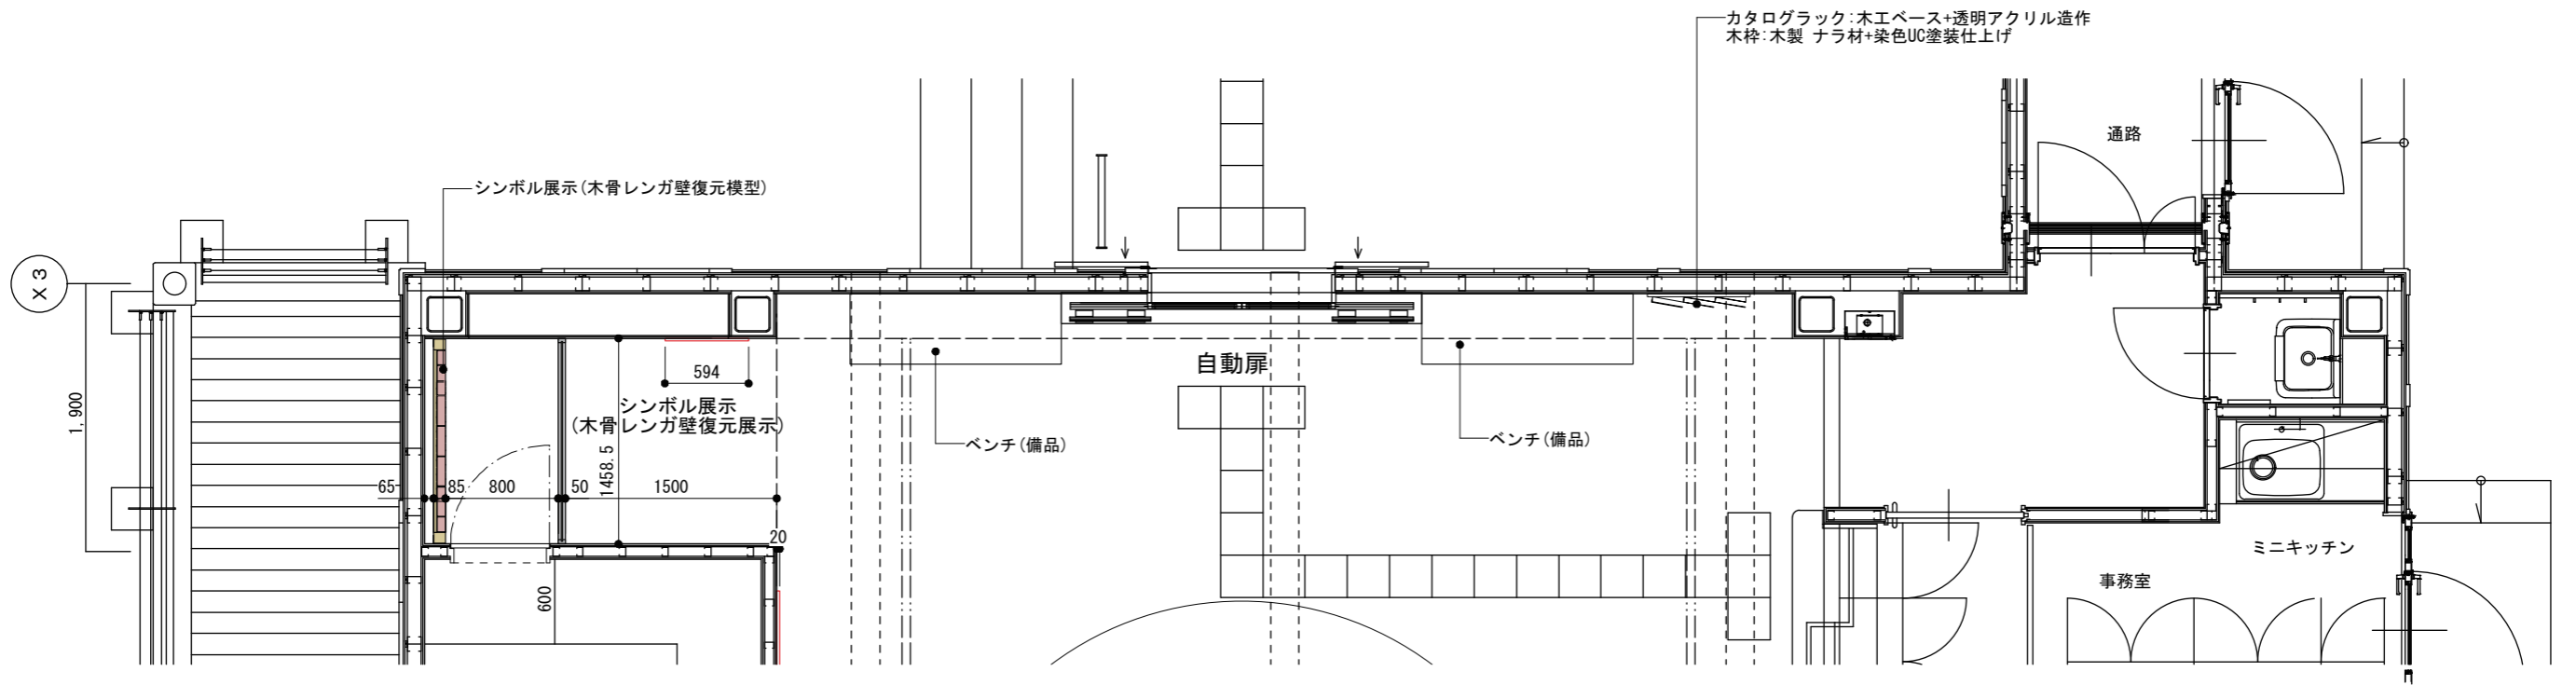 カタログラック:木工ベース+透明アクリル造作
木枠:木製 ナラ材+染色UC塗装仕上げ
通路
シンボル展示(木骨レンガ壁復元模型)
X3
1,900
自動扉
594
シンボル展示
(木骨レンガ壁復元展示)
ベンチ(備品)
ベンチ(備品)
1458.5
65
85
800
50
1500
20
600
ミニキッチン
事務室